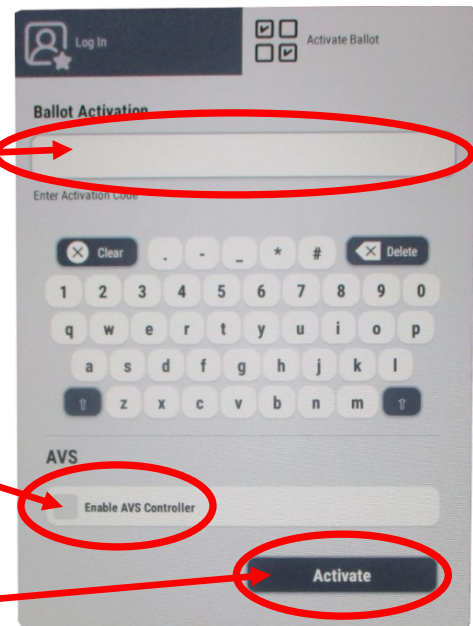 Log In
Activate Ballot
Ballot Activation
Enter Activation Code
Clear . - _ * # Delete
1 2 3 4 5 6 7 8 9 0
q w e r t y u i o p
a s d f g h j k l
z x c v b n m
AVS
Enable AVS Controller
Activate